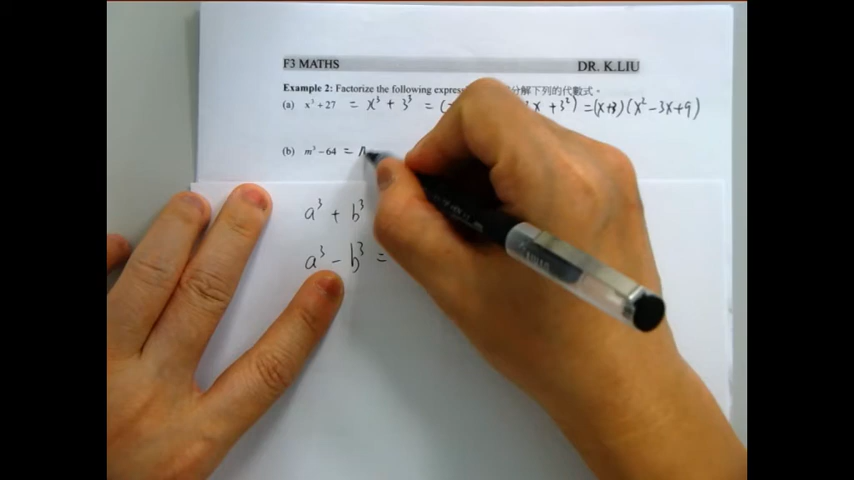 F3 MATHS DR. K.LIU
Example 2: Factorize the following 分解下列的代數式。
(a) x³ + 27 = x³ + 3³ = ( x + 3²) = (x+3)(x² - 3x + 9)
(b) m³ - 64 =
a³ + b³
a³ - b³ =